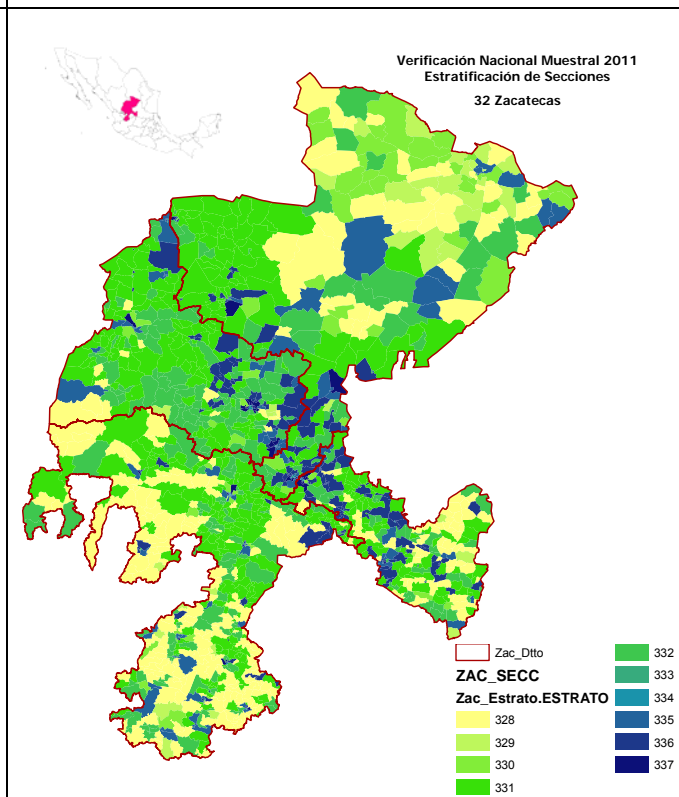 Verificación Nacional Muestral 2011
Estratificación de Secciones
32 Zacatecas
Zac_Dtto
ZAC_SECC
Zac_Estrato.ESTRATO
328
329
330
331
332
333
334
335
336
337